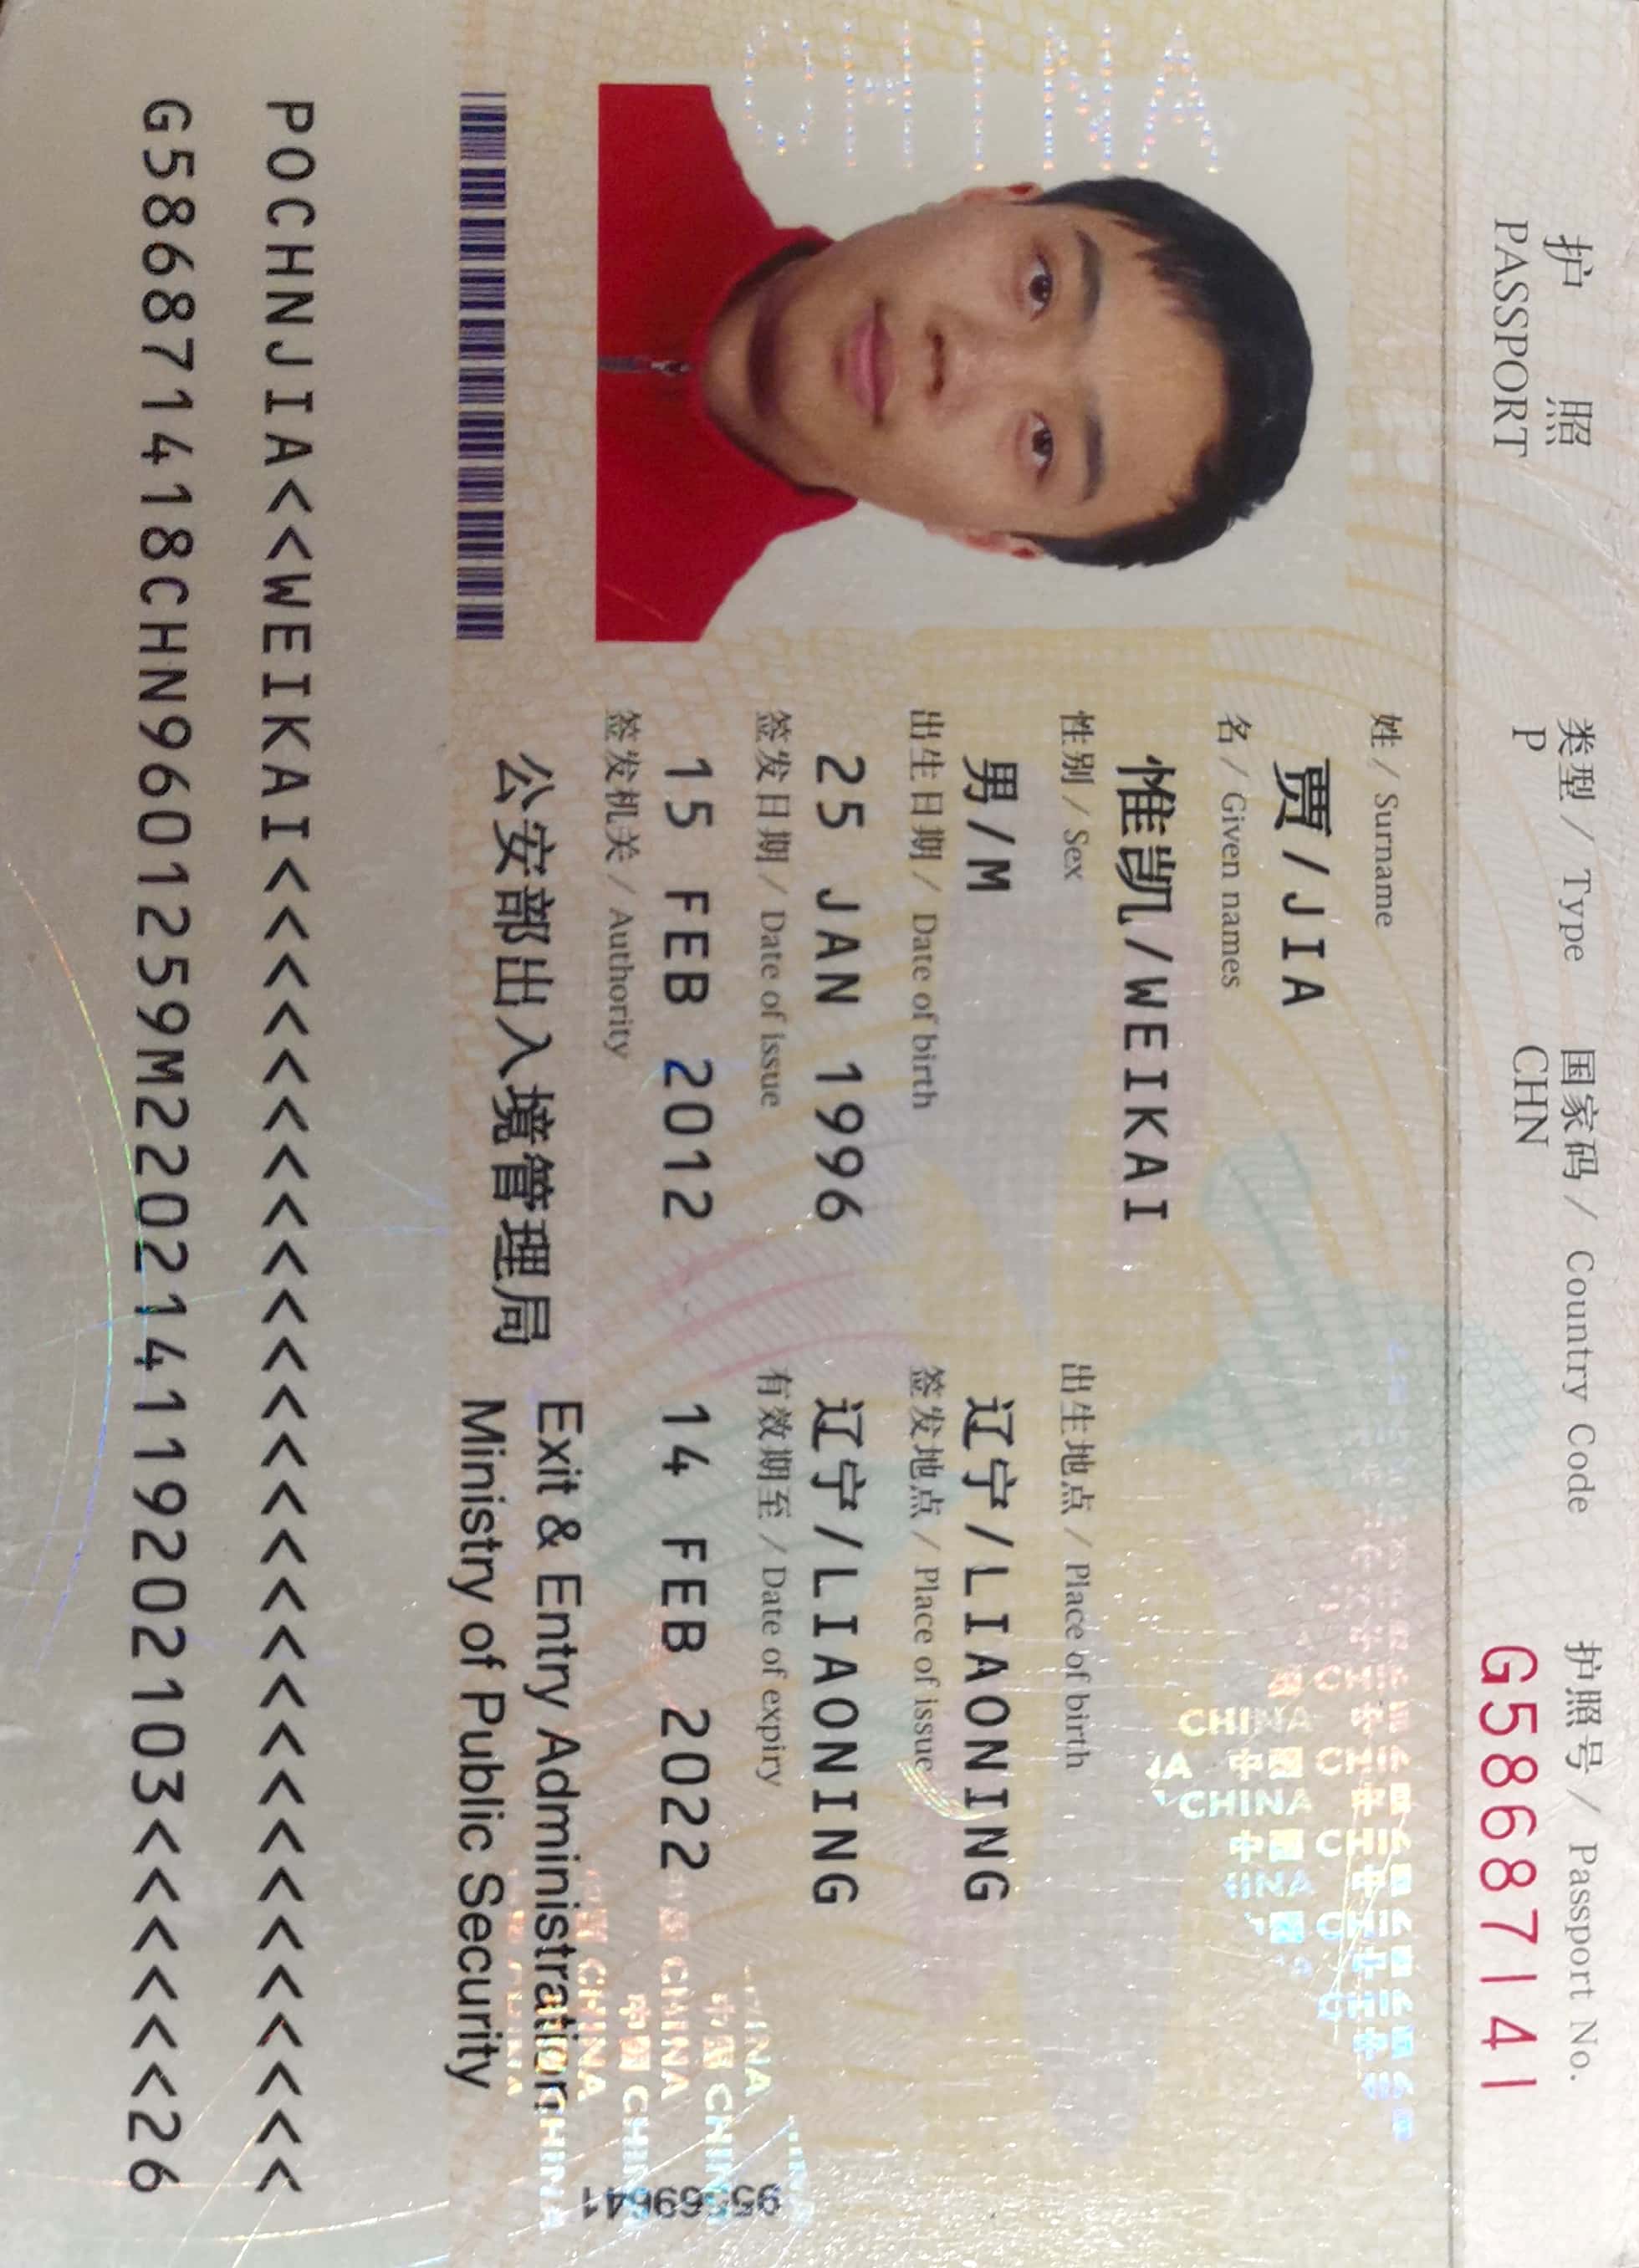 护 照
PASSPORT
类型 / Type
P
国家码 / Country Code
CHN
护照号 / Passport No.
G58687141
姓 / Surname
贾/JIA
名 / Given names
惟凯/WEIKAI
性别 / Sex
男/M
出生地点 / Place of birth
辽宁/LIAONING
出生日期 / Date of birth
25 JAN 1996
签发地点 / Place of issue
辽宁/LIAONING
签发日期 / Date of issue
15 FEB 2012
有效期至 / Date of expiry
14 FEB 2022
签发机关 / Authority
公安部出入境管理局
Exit & Entry Administration
Ministry of Public Security
POCHNJIA<<WEIKAI<<<<<<<<<<<<<<<<<<<<<<<<<<<<
G586871418CHN9601259M220214119202103<<<<<<26
CHINA
中国 CHINA